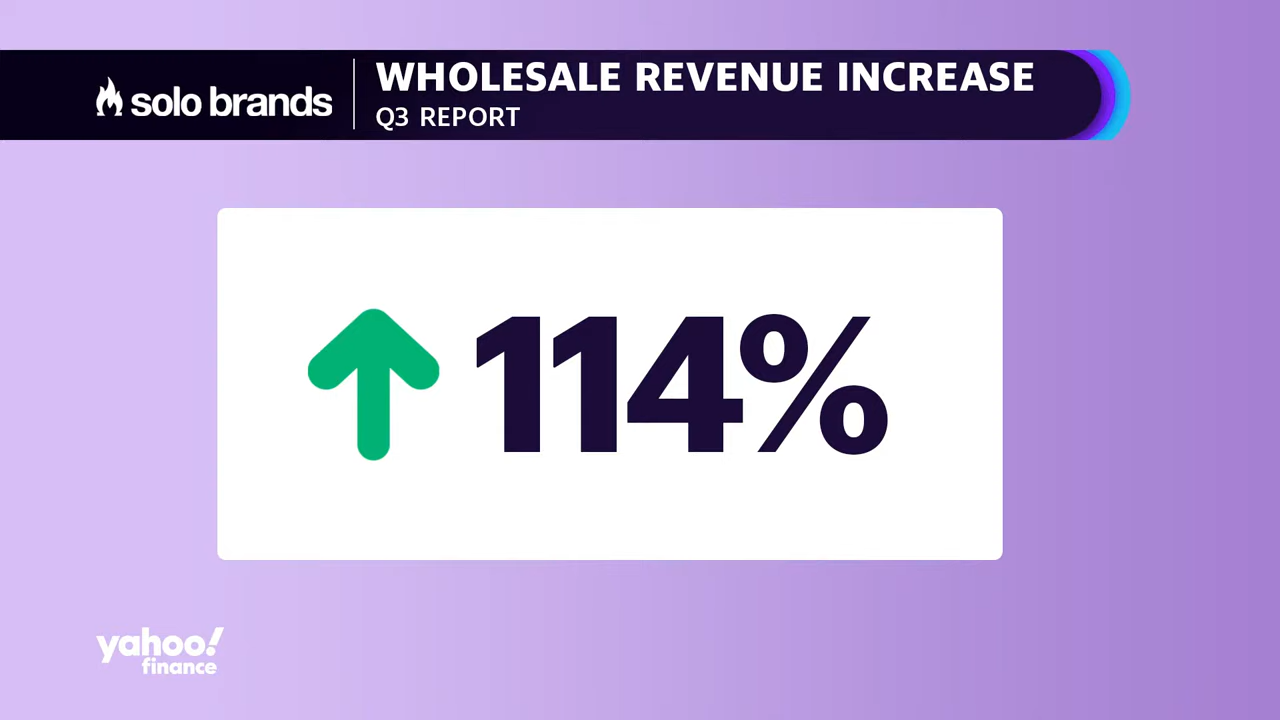 solo brands
WHOLESALE REVENUE INCREASE
Q3 REPORT
114%
yahoo!
finance